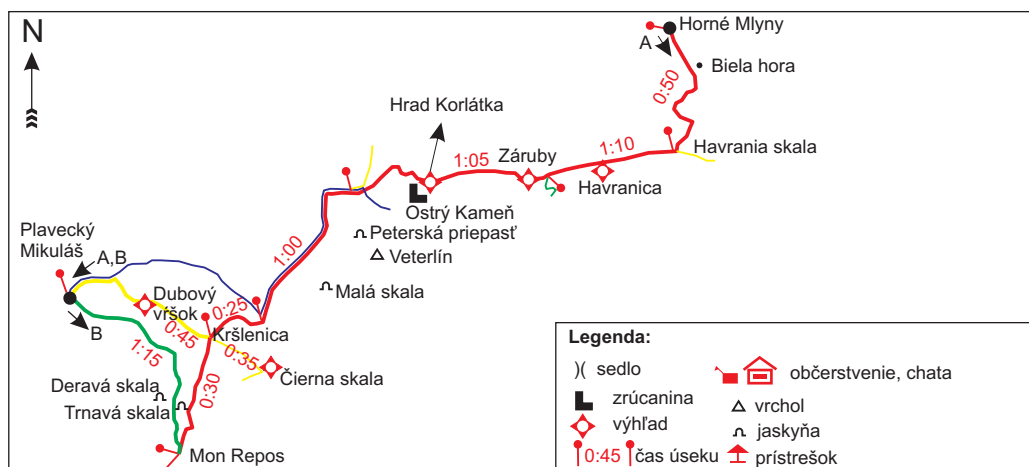 N
Horné Mlyny
A
Biela hora
0:50
Hrad Korlátka
1:05
Záruby
1:10
Havrania skala
Havranica
Ostrý Kameň
Peterská priepasť
Veterlín
1:00
Malá skala
Plavecký
Mikuláš
A,B
B
Dubový
vŕšok
0:25
Kršlenica
0:45
0:35
Čierna skala
1:15
0:30
Deravá skala
Trnavá skala
Mon Repos
Legenda:
)( sedlo
zrúcanina
výhľad
0:45 čas úseku
občerstvenie, chata
vrchol
jaskyňa
prístrešok